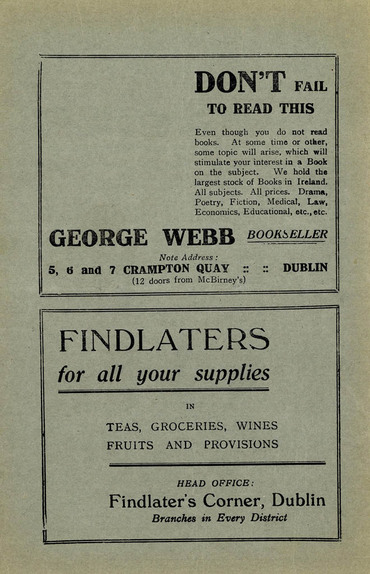 DON'T FAIL
TO READ THIS
Even though you do not read
books. At some time or other,
some topic will arise, which will
stimulate your interest in a Book
on the subject. We hold the
largest stock of Books in Ireland.
All subjects. All prices. Drama,
Poetry, Fiction, Medical, Law,
Economics, Educational, etc., etc.
GEORGE WEBB BOOKSELLER
Note Address:
5, 6 and 7 CRAMPTON QUAY :: :: DUBLIN
(12 doors from McBirney's)
FINDLATERS
for all your supplies
IN
TEAS, GROCERIES, WINES
FRUITS AND PROVISIONS
HEAD OFFICE:
Findlater's Corner, Dublin
Branches in Every District